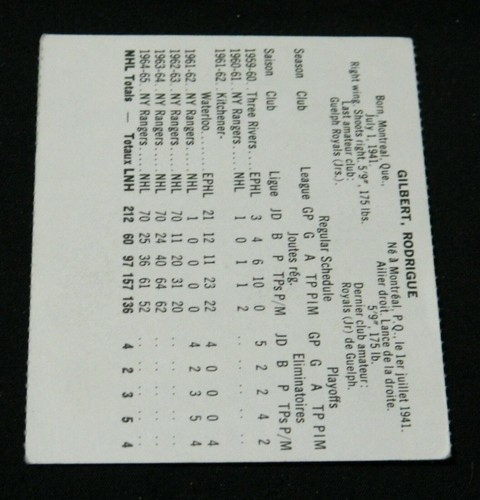 GILBERT, RODRIGUE
Born, Montreal, Que., Né à Montréal, P.Q., le 1er juillet 1941.
July 1, 1941. Ailier droit. Lance de la droite.
Right wing. Shoots right. 5'9", 175 lbs. 5'9", 175 lb.
Last amateur club: Dernier club amateur:
Guelph Royals (Jrs.). Royals (Jr) de Guelph.
Regular Schedule Playoffs
Season Club League GP G A TP PIM GP G A TP PIM
Joutes rég. Eliminatoires
Saison Club Ligue JD B P TPs P/M JD B P TPs P/M
1959-60..Three Rivers....EPHL 3 4 6 10 0 5 2 2 4 2
1960-61..NY Rangers.....NHL 1 0 1 1 2 .. .. .. .. ..
1961-62..Kitchener-
Waterloo........EPHL 21 12 11 23 22 4 0 0 0 4
1961-62..NY Rangers.....NHL 1 0 0 0 0 4 2 3 5 4
1962-63..NY Rangers.....NHL 70 11 20 31 20 .. .. .. .. ..
1963-64..NY Rangers.....NHL 70 24 40 64 62 .. .. .. .. ..
1964-65..NY Rangers.....NHL 70 25 36 61 52 .. .. .. .. ..
NHL Totals — Totaux LNH 212 60 97 157 136 4 2 3 5 4